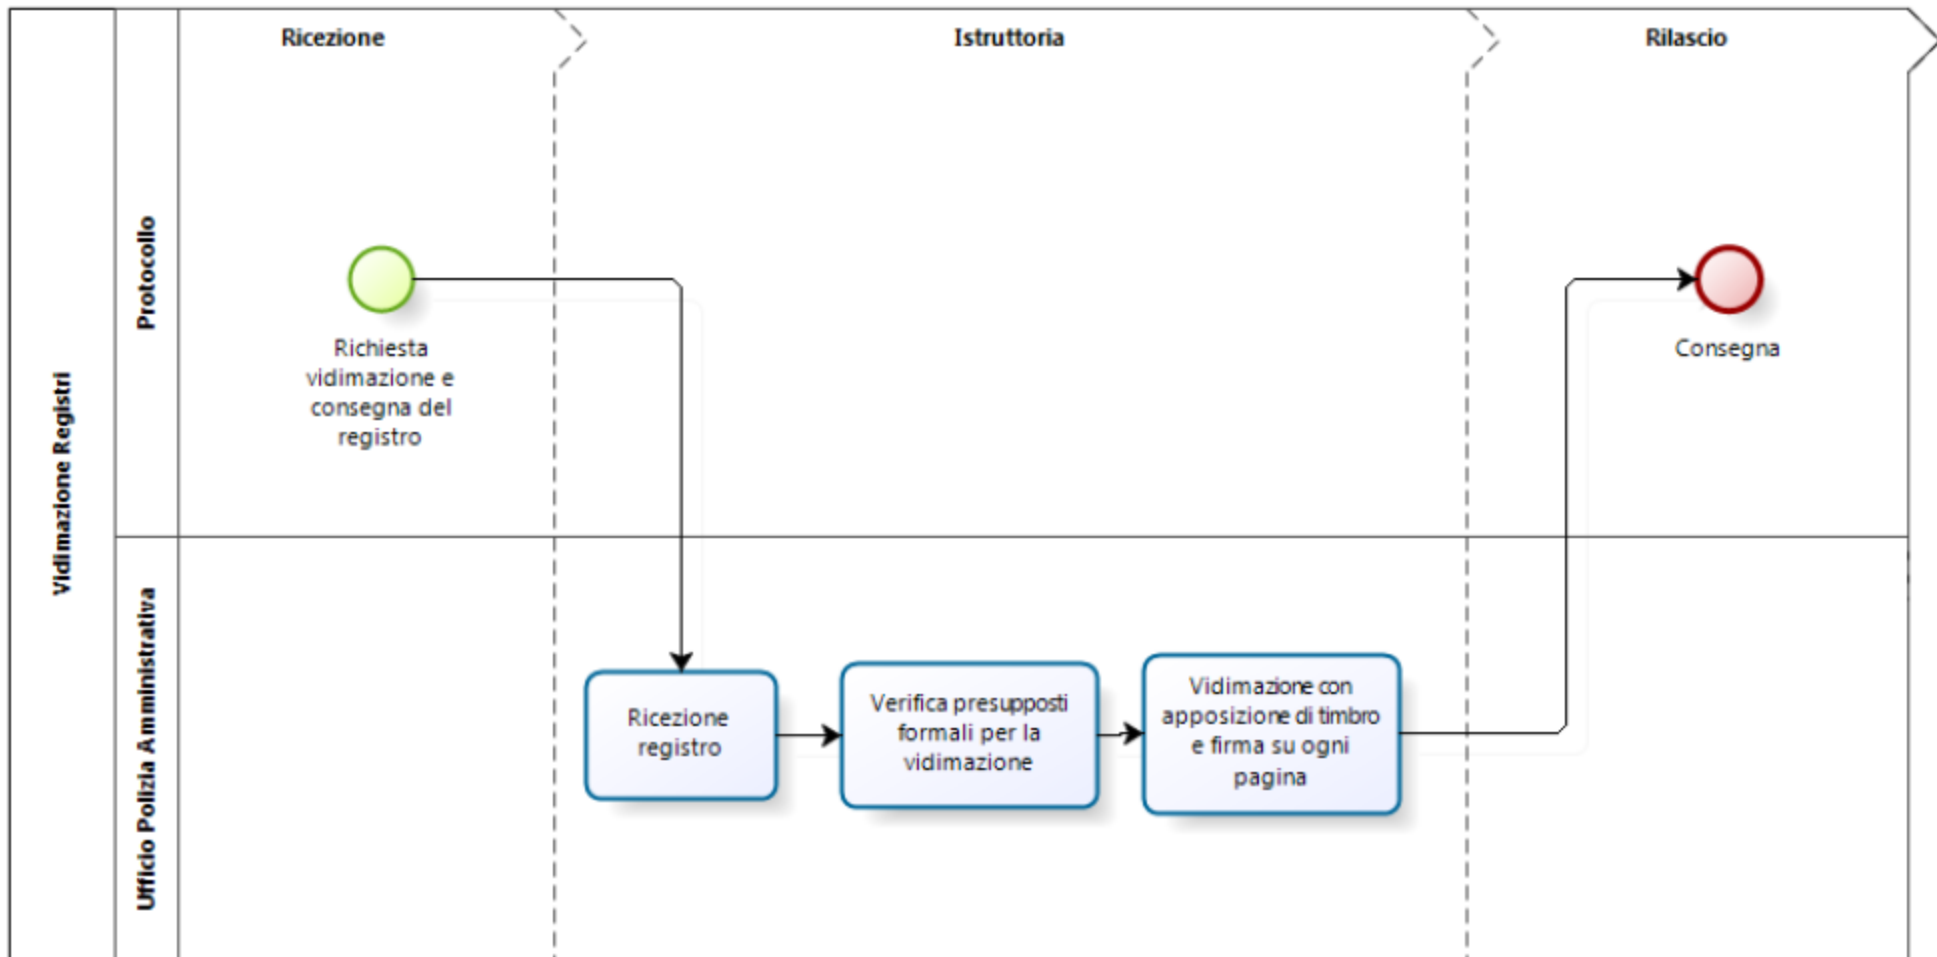 Ricezione
Istruttoria
Rilascio
Vidimazione Registri
Protocollo
Richiesta
vidimazione e
consegna del
registro
Consegna
Ufficio Polizia Amministrativa
Ricezione
registro
Verifica presupposti
formali per la
vidimazione
Vidimazione con
apposizione di timbro
e firma su ogni
pagina